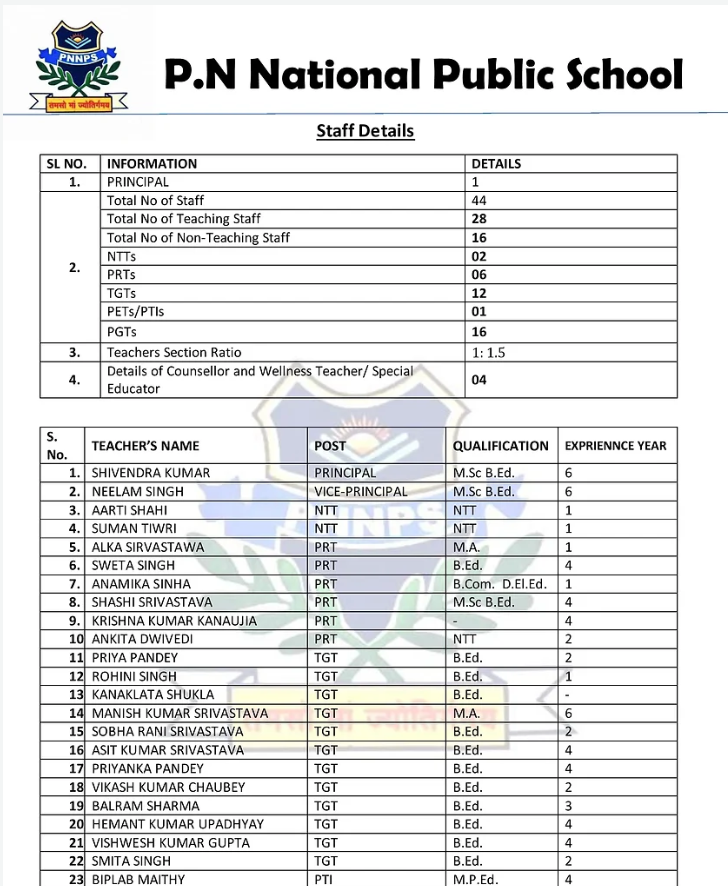 PNNPS
तमसो मां ज्योतिर्गमय
P.N National Public School
Staff Details
SL NO. INFORMATION DETAILS
1. PRINCIPAL 1
2.
Total No of Staff 44
Total No of Teaching Staff 28
Total No of Non-Teaching Staff 16
NTTs 02
PRTs 06
TGTs 12
PETs/PTIs 01
PGTs 16
3. Teachers Section Ratio 1: 1.5
4. Details of Counsellor and Wellness Teacher/ Special
Educator 04
S.
No. TEACHER'S NAME POST QUALIFICATION EXPRIENNCE YEAR
1. SHIVENDRA KUMAR PRINCIPAL M.Sc B.Ed. 6
2. NEELAM SINGH VICE-PRINCIPAL M.Sc B.Ed. 6
3. AARTI SHAHI NTT NTT 1
4. SUMAN TIWRI NTT NTT 1
5. ALKA SIRVASTAWA PRT M.A. 1
6. SWETA SINGH PRT B.Ed. 4
7. ANAMIKA SINHA PRT B.Com. D.El.Ed. 1
8. SHASHI SRIVASTAVA PRT M.Sc B.Ed. 4
9. KRISHNA KUMAR KANAUJIA PRT - 4
10 ANKITA DWIVEDI PRT NTT 2
11 PRIYA PANDEY TGT B.Ed. 2
12 ROHINI SINGH TGT B.Ed. 1
13 KANAKLATA SHUKLA TGT B.Ed. -
14 MANISH KUMAR SRIVASTAVA TGT M.A. 6
15 SOBHA RANI SRIVASTAVA TGT B.Ed. 2
16 ASIT KUMAR SRIVASTAVA TGT B.Ed. 4
17 PRIYANKA PANDEY TGT B.Ed. 4
18 VIKASH KUMAR CHAUBEY TGT B.Ed. 2
19 BALRAM SHARMA TGT B.Ed. 3
20 HEMANT KUMAR UPADHYAY TGT B.Ed. 4
21 VISHWESH KUMAR GUPTA TGT B.Ed. 4
22 SMITA SINGH TGT B.Ed. 2
23 BIPLAB MAITHY PTI M.P.Ed. 4